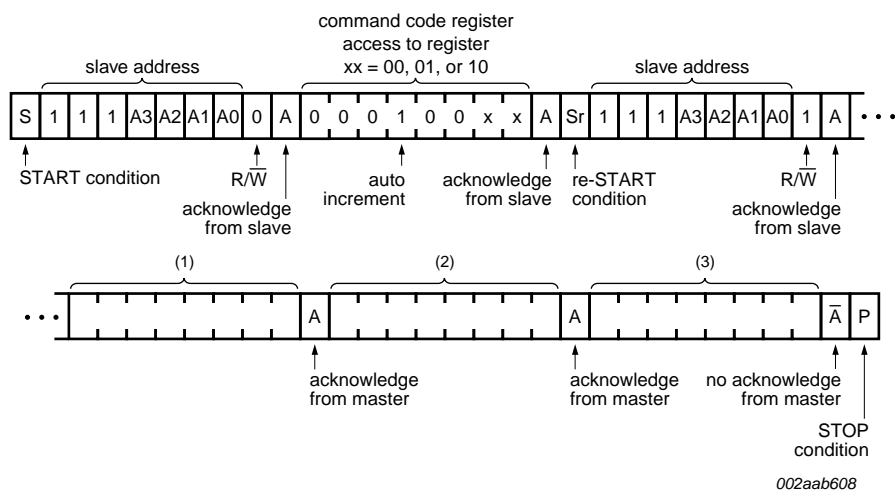 command code register
access to register
xx = 00, 01, or 10
slave address
slave address
S 1 1 1 A3 A2 A1 A0 0 A 0 0 0 1 0 0 x x A Sr 1 1 1 A3 A2 A1 A0 1 A • • •
START condition
R/W̅
acknowledge
from slave
auto
increment
acknowledge
from slave
re-START
condition
R/W̅
acknowledge
from slave
(1)
(2)
(3)
• • • A A A̅ P
acknowledge
from master
acknowledge
from master
no acknowledge
from master
STOP
condition
002aab608